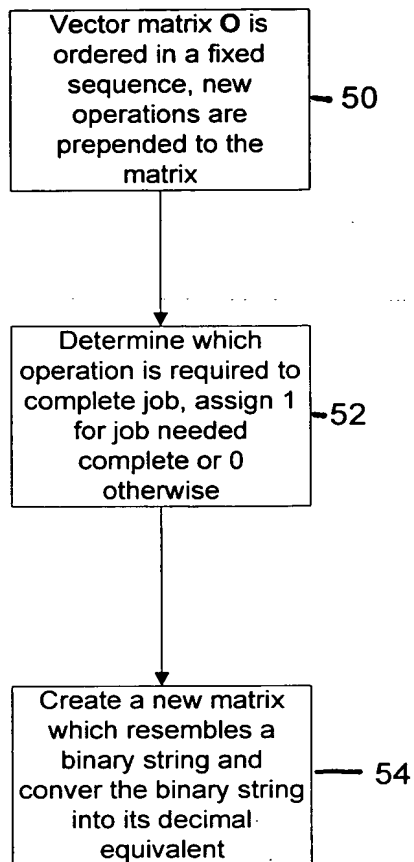 Vector matrix O is
ordered in a fixed
sequence, new
operations are
prepended to the
matrix
50
Determine which
operation is required to
complete job, assign 1
for job needed
complete or 0
otherwise
52
Create a new matrix
which resembles a
binary string and
conver the binary string
into its decimal
equivalent
54